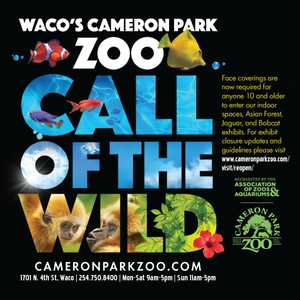 WACO'S CAMERON PARK
ZOO
CALL
OF THE
WILD
Face coverings are
now required for
anyone 10 and older
to enter our indoor
spaces, Asian Forest,
Jaguar, and Bobcat
exhibits. For exhibit
closure updates and
guidelines please visit
www.cameronparkzoo.com/
visit/reopen/
ACCREDITED BY THE
ASSOCIATION
OF ZOOS
AQUARIUMS&
CAMERON PARK
ZOO
CAMERONPARKZOO.COM
1701 N. 4th St, Waco | 254.750.8400 | Mon-Sat 9am-5pm | Sun 11am-5pm